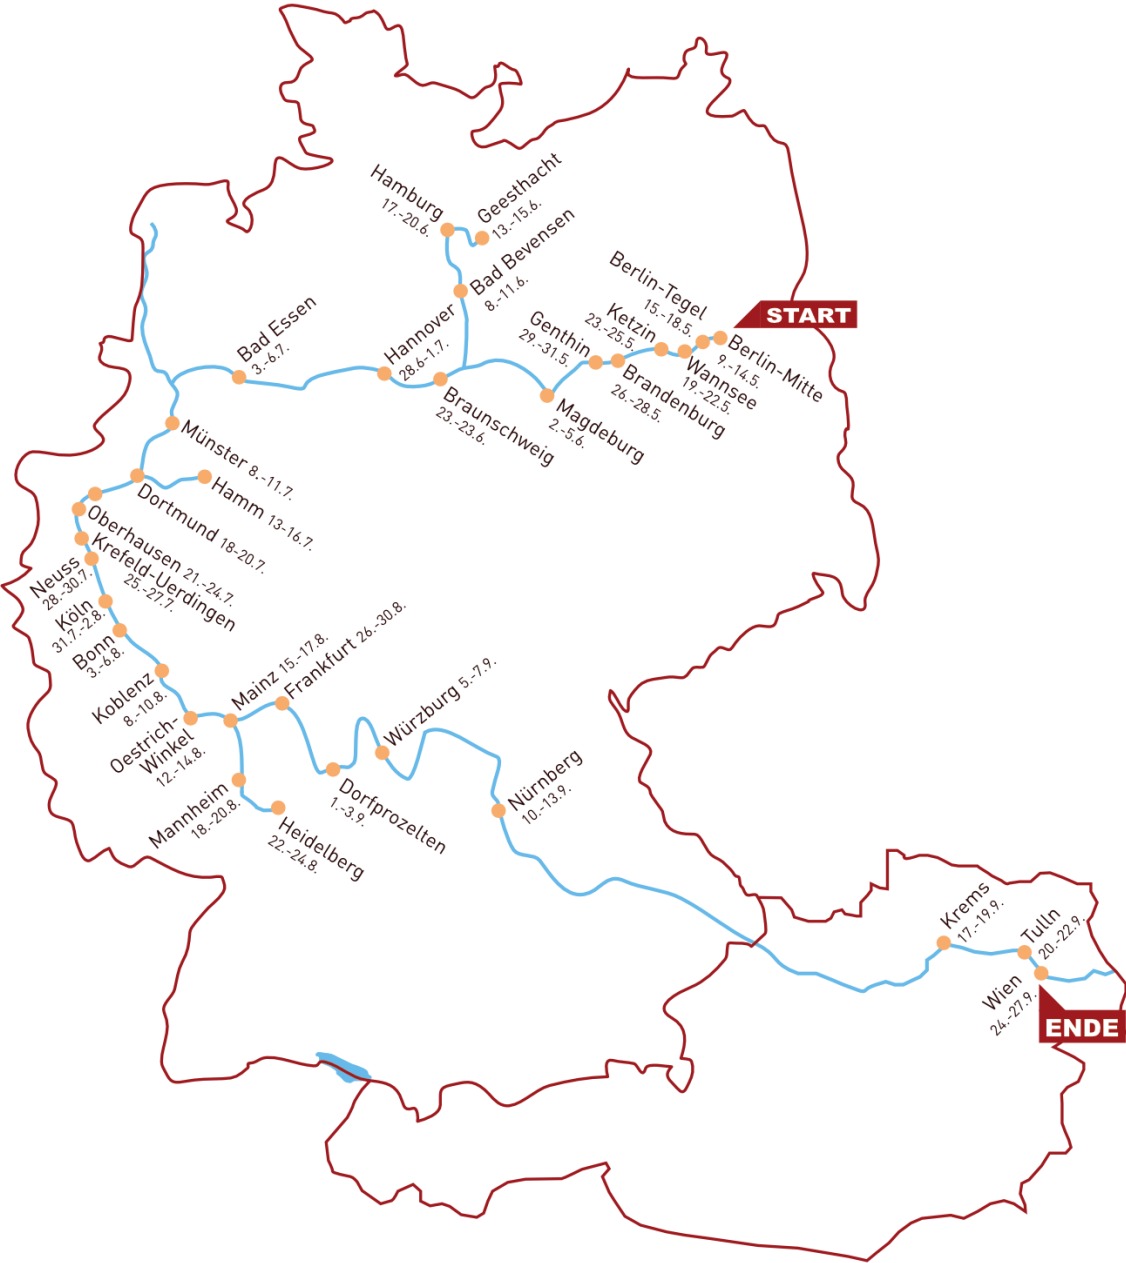 Hamburg
17.-20.6.
Geesthacht
13.-15.6.
Bad Bevensen
8.-11.6.
Berlin-Tegel
15.-18.5.
START
Berlin-Mitte
9.-14.5.
Wannsee
19.-22.5.
Ketzin
23.-25.5.
Brandenburg
26.-28.5.
Genthin
29.-31.5.
Magdeburg
2.-5.6.
Braunschweig
23.-23.6.
Hannover
28.6-1.7.
Bad Essen
3.-6.7.
Münster 8.-11.7.
Hamm 13-16.7.
Dortmund 18-20.7.
Oberhausen 21.-24.7.
Krefeld-Uerdingen
25.-27.7.
Neuss
28.-30.7.
Köln
31.7.-2.8.
Bonn
3.-6.8.
Koblenz
8.-10.8.
Oestrich-
Winkel
12.-14.8.
Mainz 15.-17.8.
Mannheim
18.-20.8.
Heidelberg
22.-24.8.
Frankfurt 26.-30.8.
Dorfprozelten
1.-3.9.
Würzburg 5.-7.9.
Nürnberg
10.-13.9.
Krems
17.-19.9.
Tulln
20.-22.9.
Wien
24.-27.9.
ENDE